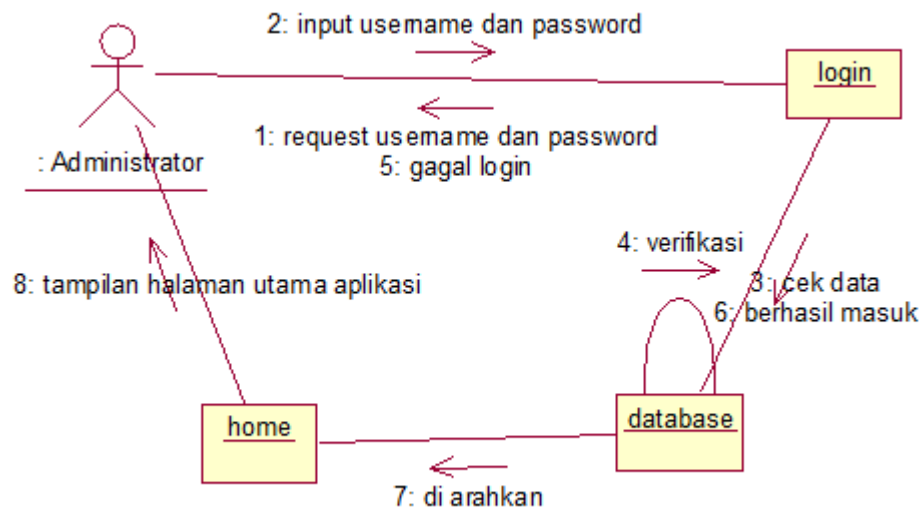 2: input username dan password
login
1: request username dan password
5: gagal login
: Administrator
4: verifikasi
8: tampilan halaman utama aplikasi
3: cek data
6: berhasil masuk
home
database
7: di arahkan